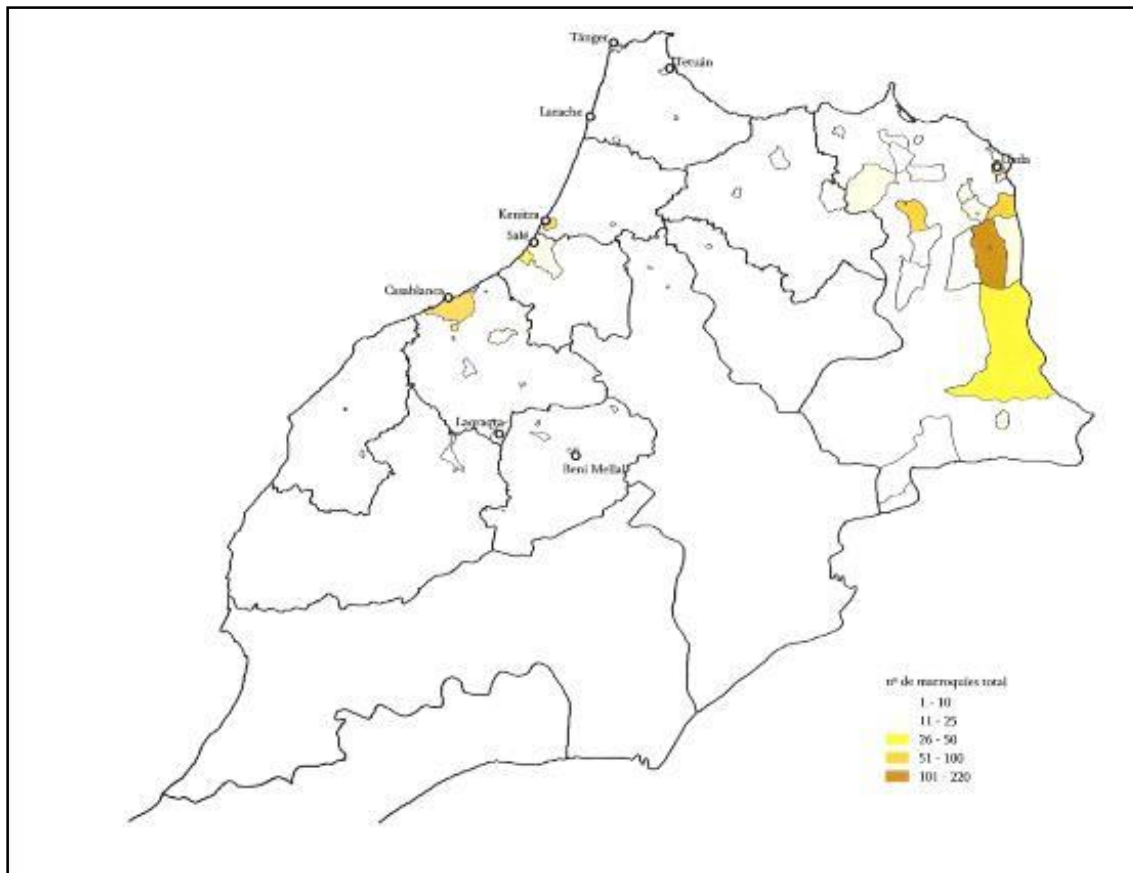 Tánger
Tetuán
Larache
Kenitra
Salé
Casablanca
Beni Mellal
nº de marroquíes total
1 - 10
11 - 25
26 - 50
51 - 100
101 - 220